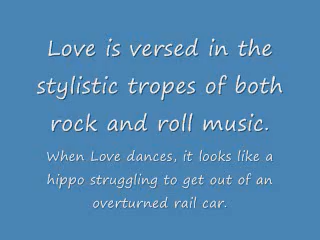 Love is versed in the
stylistic tropes of both
rock and roll music.
When Love dances, it looks like a
hippo struggling to get out of an
overturned rail car.